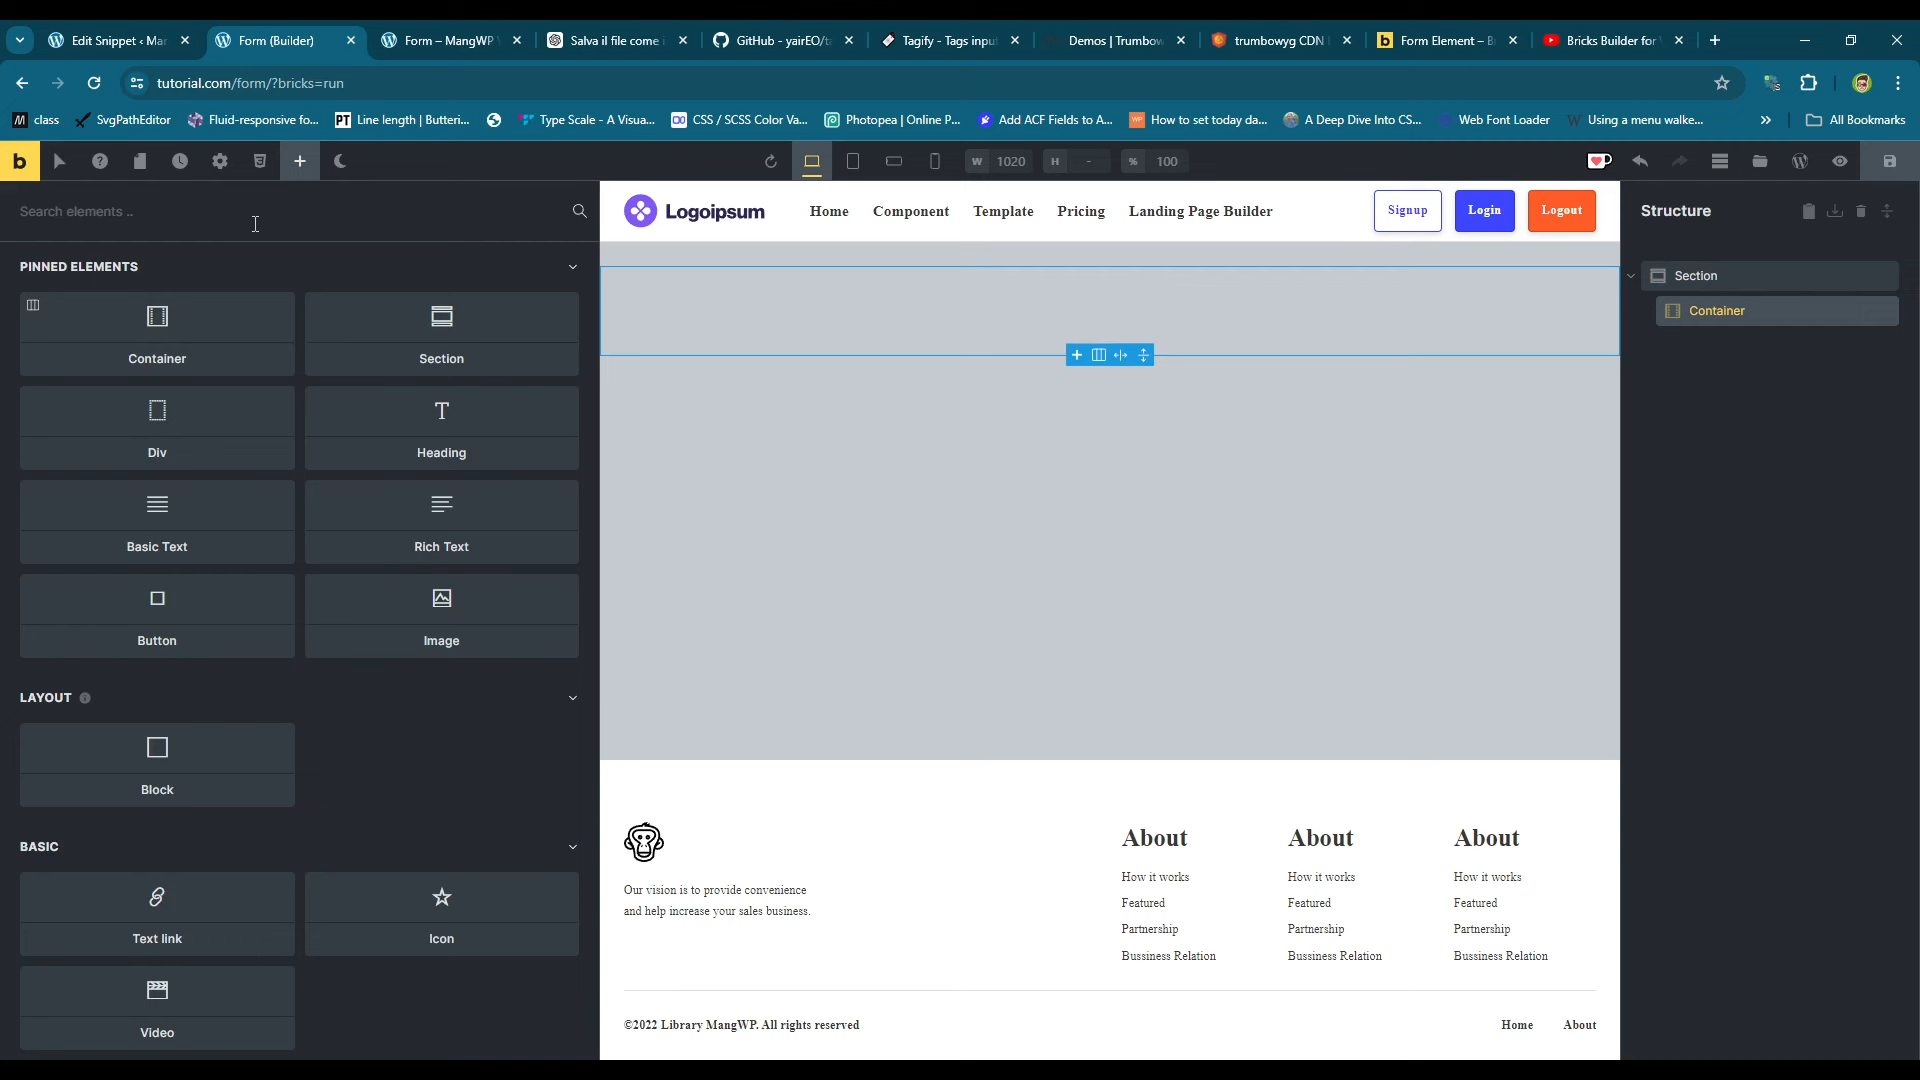 Edit Snippet ‹ Ma
Form (Builder)
Form – MangWP
Salva il file come
GitHub - yairEO/ta
Tagify - Tags input
Demos | Trumbow
trumbowyg CDN
Form Element – B
Bricks Builder for
tutorial.com/form/?bricks=run
class
SvgPathEditor
Fluid-responsive fo...
PT Line length | Butteri...
Type Scale - A Visua...
CSS / SCSS Color Va...
Photopea | Online P...
Add ACF Fields to A...
How to set today da...
A Deep Dive Into CS...
Web Font Loader
Using a menu walke...
All Bookmarks
b
W 1020
H -
% 100
Search elements ..
PINNED ELEMENTS
Container
Section
Div
Heading
Basic Text
Rich Text
Button
Image
LAYOUT
Block
BASIC
Text link
Icon
Video
Logoipsum
Home
Component
Template
Pricing
Landing Page Builder
Signup
Login
Logout
Structure
Section
Container
Our vision is to provide convenience
and help increase your sales business.
About
How it works
Featured
Partnership
Bussiness Relation
About
How it works
Featured
Partnership
Bussiness Relation
About
How it works
Featured
Partnership
Bussiness Relation
©2022 Library MangWP. All rights reserved
Home
About